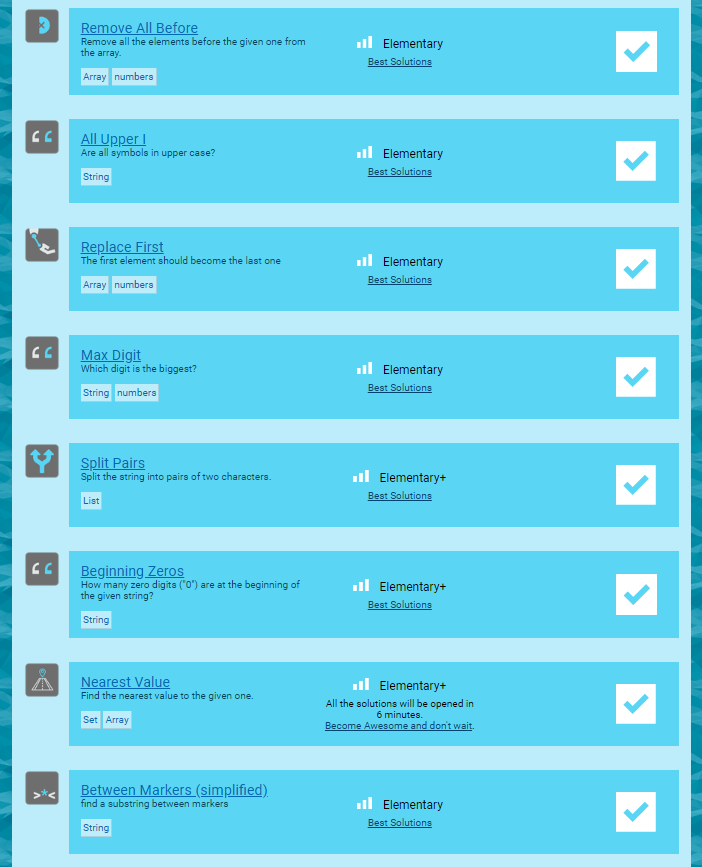 Remove All Before
Remove all the elements before the given one from
the array.
Array numbers
Elementary
Best Solutions
All Upper I
Are all symbols in upper case?
String
Elementary
Best Solutions
Replace First
The first element should become the last one
Array numbers
Elementary
Best Solutions
Max Digit
Which digit is the biggest?
String numbers
Elementary
Best Solutions
Split Pairs
Split the string into pairs of two characters.
List
Elementary+
Best Solutions
Beginning Zeros
How many zero digits ("0") are at the beginning of
the given string?
String
Elementary+
Best Solutions
Nearest Value
Find the nearest value to the given one.
Set Array
Elementary+
All the solutions will be opened in
6 minutes.
Become Awesome and don't wait.
>*<
Between Markers (simplified)
find a substring between markers
String
Elementary
Best Solutions